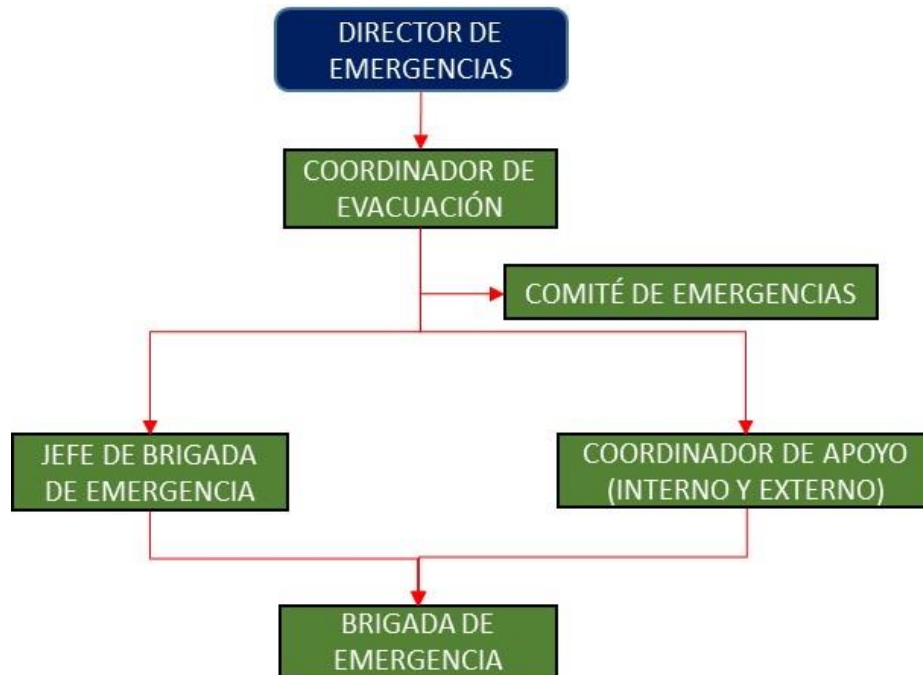 DIRECTOR DE
EMERGENCIAS
COORDINADOR DE
EVACUACIÓN
COMITÉ DE EMERGENCIAS
JEFE DE BRIGADA
DE EMERGENCIA
COORDINADOR DE APOYO
(INTERNO Y EXTERNO)
BRIGADA DE
EMERGENCIA